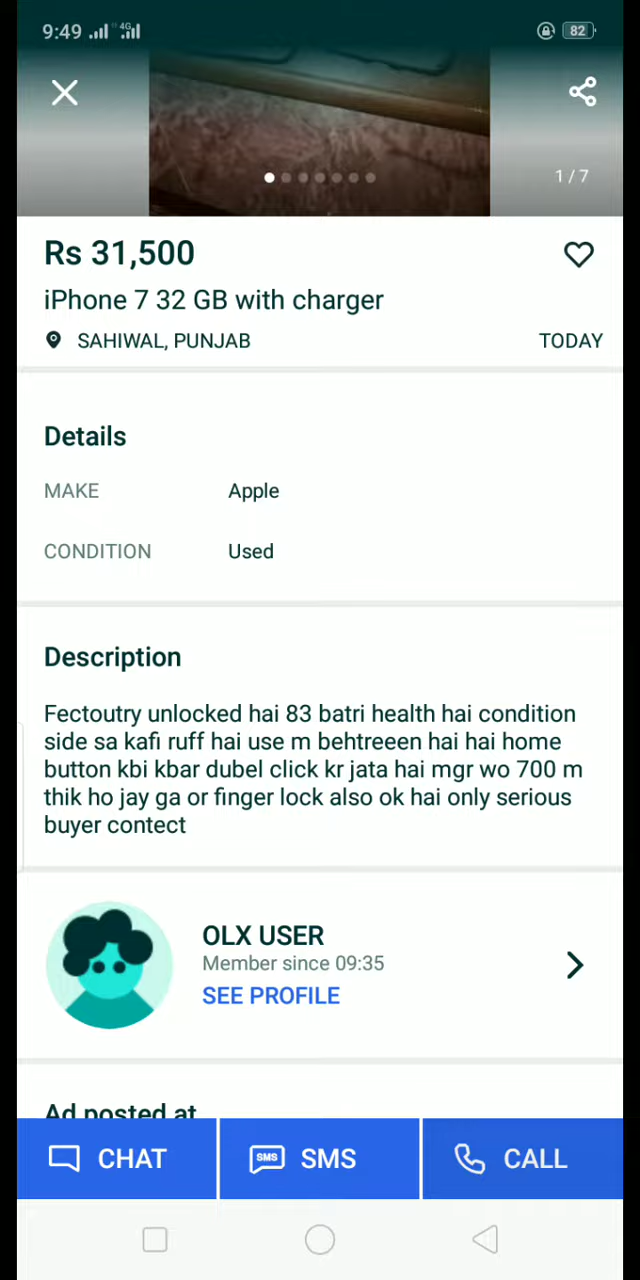 9:49 4G 82
1 / 7
Rs 31,500
iPhone 7 32 GB with charger
SAHIWAL, PUNJAB TODAY
Details
MAKE Apple
CONDITION Used
Description
Fectoutry unlocked hai 83 batri health hai condition
side sa kafi ruff hai use m behtreeen hai hai home
button kbi kbar dubel click kr jata hai mgr wo 700 m
thik ho jay ga or finger lock also ok hai only serious
buyer contect
OLX USER
Member since 09:35
SEE PROFILE
Ad posted at
CHAT SMS SMS CALL